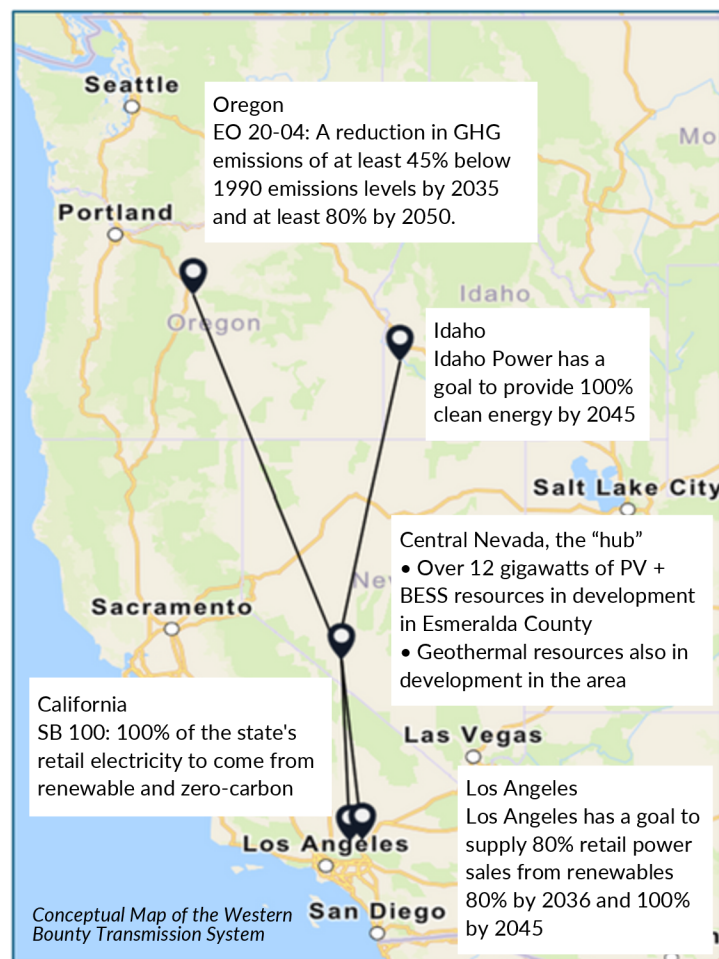 Seattle
Oregon
EO 20-04: A reduction in GHG
emissions of at least 45% below
1990 emissions levels by 2035
and at least 80% by 2050.
Mo
Portland
Idaho
Oregon
Idaho
Idaho Power has a
goal to provide 100%
clean energy by 2045
Salt Lake City
Central Nevada, the “hub”
• Over 12 gigawatts of PV +
BESS resources in development
in Esmeralda County
• Geothermal resources also in
development in the area
Nev
Sacramento
California
SB 100: 100% of the state's
retail electricity to come from
renewable and zero-carbon
Las Vegas
Los Angeles
Los Angeles has a goal to
supply 80% retail power
sales from renewables
80% by 2036 and 100%
by 2045
Los Angeles
San Diego
Conceptual Map of the Western
Bounty Transmission System